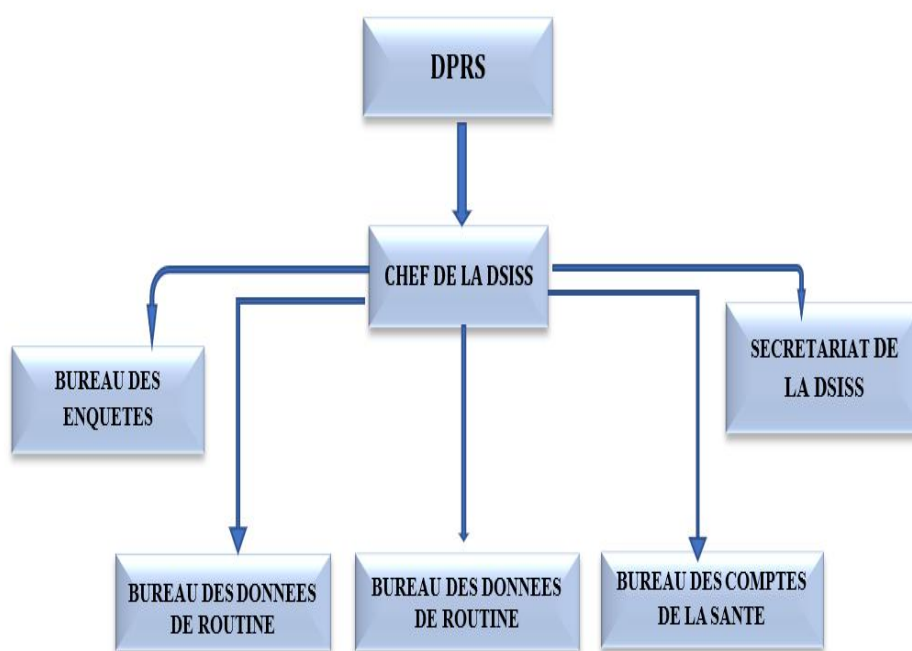 DPRS
CHEF DE LA DSISS
BUREAU DES
ENQUETES
SECRETARIAT DE
LA DSISS
BUREAU DES DONNEES
DE ROUTINE
BUREAU DES DONNEES
DE ROUTINE
BUREAU DES COMPTES
DE LA SANTE